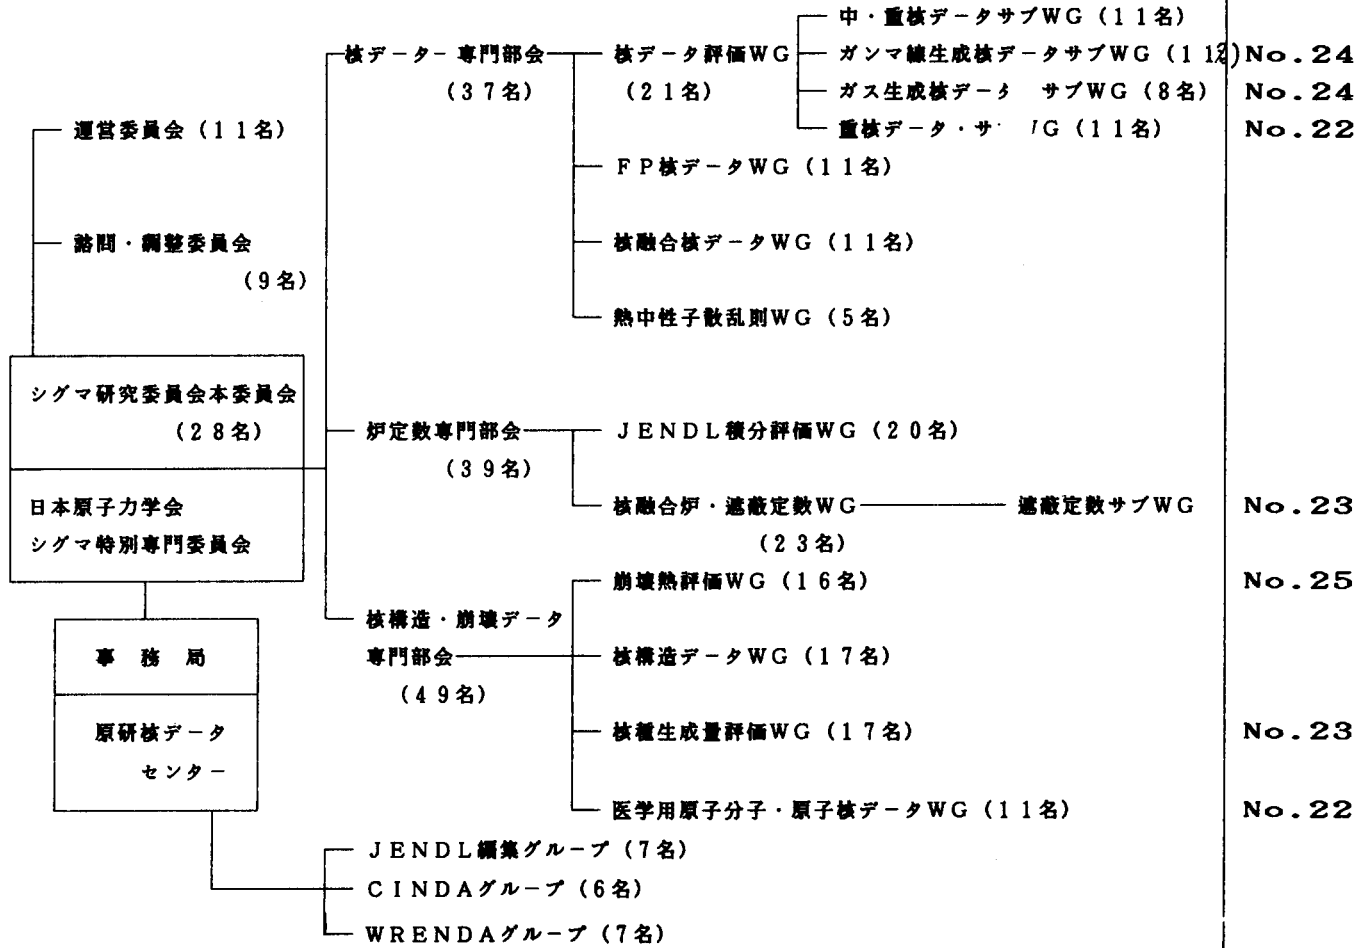 中・重核データサブWG (11名)
核データー 専門部会 核データ評価WG ガンマ線生成核データサブWG (11 ) No.24
(37名) (21名) ガス生成核データ サブWG (8名) No.24
運営委員会 (11名) 重核データ・サ G (11名) No.22
FP核データWG (11名)
諮問・調整委員会 核融合核データWG (11名)
(9名)
熱中性子散乱則WG (5名)
シグマ研究委員会本委員会
(28名) 炉定数専門部会 JENDL積分評価WG (20名)
(39名)
日本原子力学会 核融合炉・遮蔽定数WG 遮蔽定数サブWG No.23
シグマ特別専門委員会 (23名)
崩壊熱評価WG (16名) No.25
核構造・崩壊データ
事 務 局 専門部会 核構造データWG (17名)
(49名)
原研核データ 核種生成量評価WG (17名) No.23
センター
医学用原子分子・原子核データWG (11名) No.22
JENDL編集グループ (7名)
CINDAグループ (6名)
WRENDAグループ (7名)